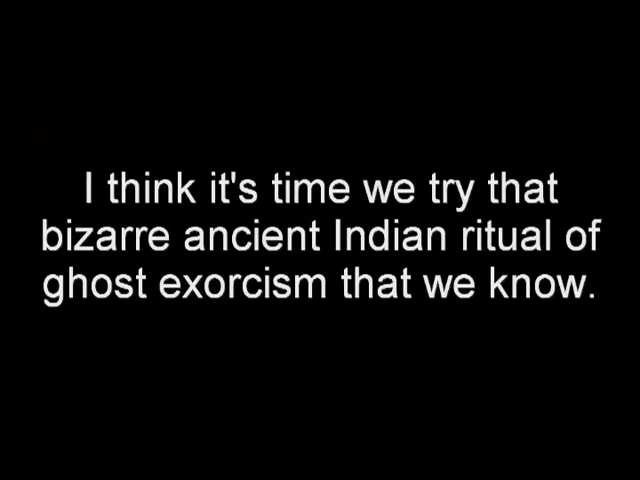 I think it's time we try that
bizarre ancient Indian ritual of
ghost exorcism that we know.